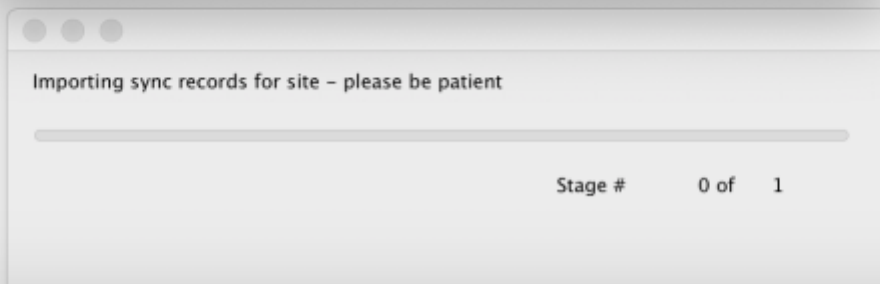 Importing sync records for site – please be patient
Stage # 0 of 1